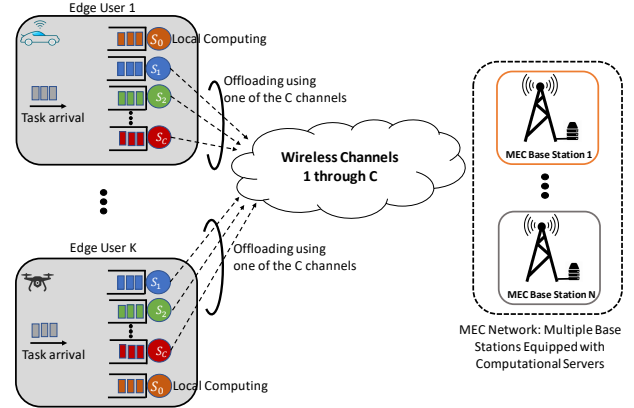 Edge User 1
S0
Local Computing
S1
S2
SC
Task arrival
Offloading using
one of the C channels
Wireless Channels
1 through C
MEC Base Station 1
MEC Base Station N
MEC Network: Multiple Base
Stations Equipped with
Computational Servers
Edge User K
S1
S2
SC
S0
Local Computing
Task arrival
Offloading using
one of the C channels